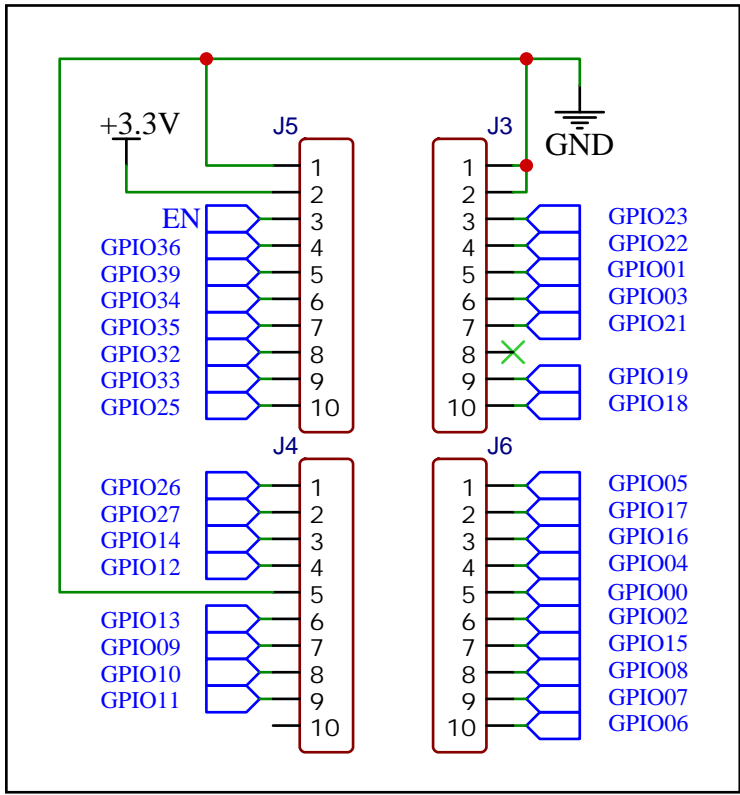 +3.3V
GND
J5
1
2
EN 3
GPIO36 4
GPIO39 5
GPIO34 6
GPIO35 7
GPIO32 8
GPIO33 9
GPIO25 10
J3
1
2
3 GPIO23
4 GPIO22
5 GPIO01
6 GPIO03
7 GPIO21
8
9 GPIO19
10 GPIO18
J4
GPIO26 1
GPIO27 2
GPIO14 3
GPIO12 4
5
GPIO13 6
GPIO09 7
GPIO10 8
GPIO11 9
10
J6
1 GPIO05
2 GPIO17
3 GPIO16
4 GPIO04
5 GPIO00
6 GPIO02
7 GPIO15
8 GPIO08
9 GPIO07
10 GPIO06